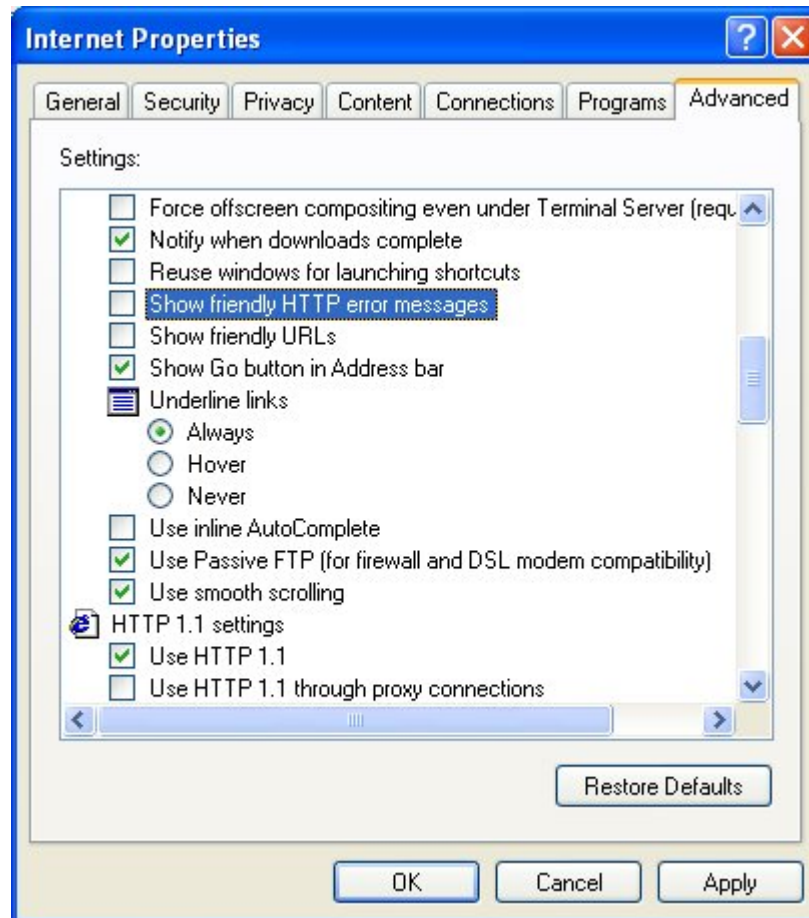 Internet Properties
General Security Privacy Content Connections Programs Advanced
Settings:
Force offscreen compositing even under Terminal Server (requ
Notify when downloads complete
Reuse windows for launching shortcuts
Show friendly HTTP error messages
Show friendly URLs
Show Go button in Address bar
Underline links
Always
Hover
Never
Use inline AutoComplete
Use Passive FTP (for firewall and DSL modem compatibility)
Use smooth scrolling
HTTP 1.1 settings
Use HTTP 1.1
Use HTTP 1.1 through proxy connections
Restore Defaults
OK Cancel Apply